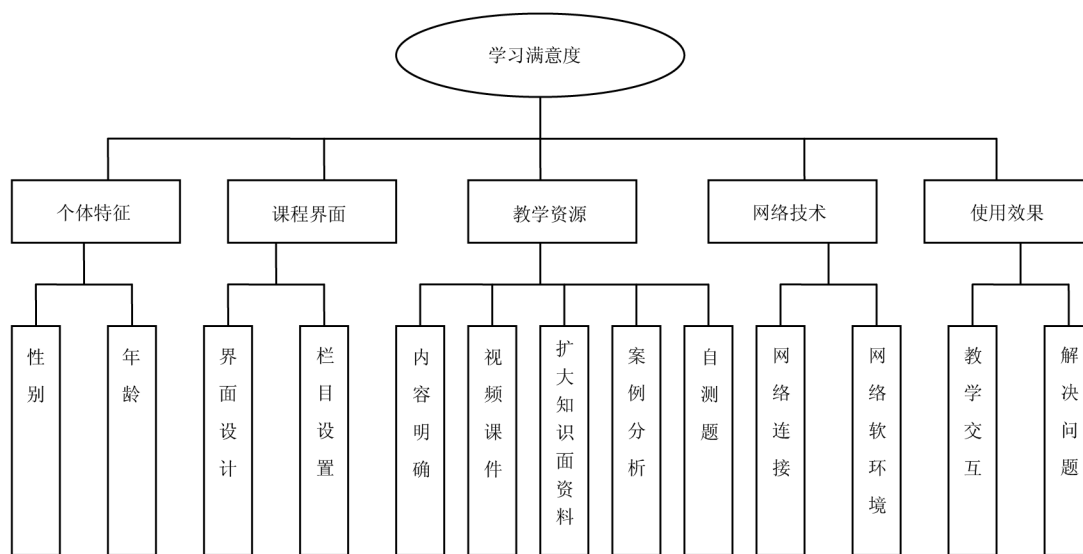 学习满意度
个体特征
课程界面
教学资源
网络技术
使用效果
性别
年龄
界面设计
栏目设置
内容明确
视频课件
扩大知识面资料
案例分析
自测题
网络连接
网络软环境
教学交互
解决问题